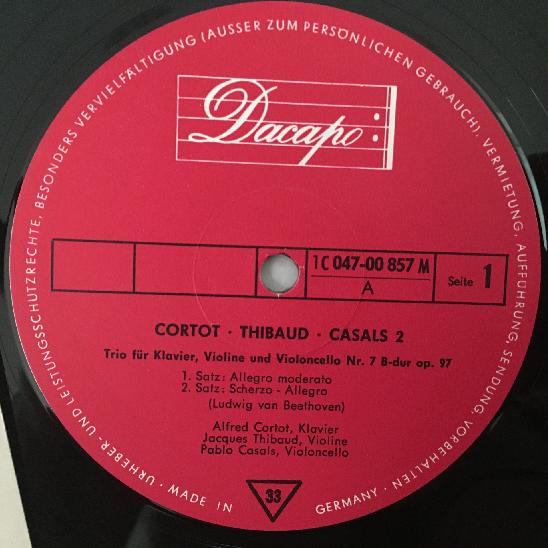 URHEBER- UND LEISTUNGSSCHUTZRECHTE, BESONDERS VERVIELFÄLTIGUNG (AUSSER ZUM PERSÖNLICHEN GEBRAUCH), VERMIETUNG, AUFFÜHRUNG, SENDUNG, VORBEHALTEN · MADE IN GERMANY ·
Dacapo
1C 047-00 857 M
A
Seite 1
CORTOT · THIBAUD · CASALS 2
Trio für Klavier, Violine und Violoncello Nr. 7 B-dur op. 97
1. Satz: Allegro moderato
2. Satz: Scherzo - Allegro
(Ludwig van Beethoven)
Alfred Cortot, Klavier
Jacques Thibaud, Violine
Pablo Casals, Violoncello
33